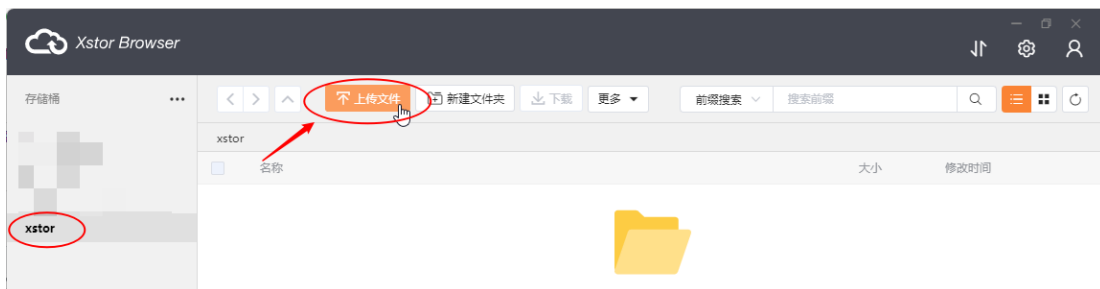 Xstor Browser
存储桶 ••• 上传文件 新建文件夹 下载 更多 前缀搜索 搜索前缀
xstor
名称 大小 修改时间
xstor